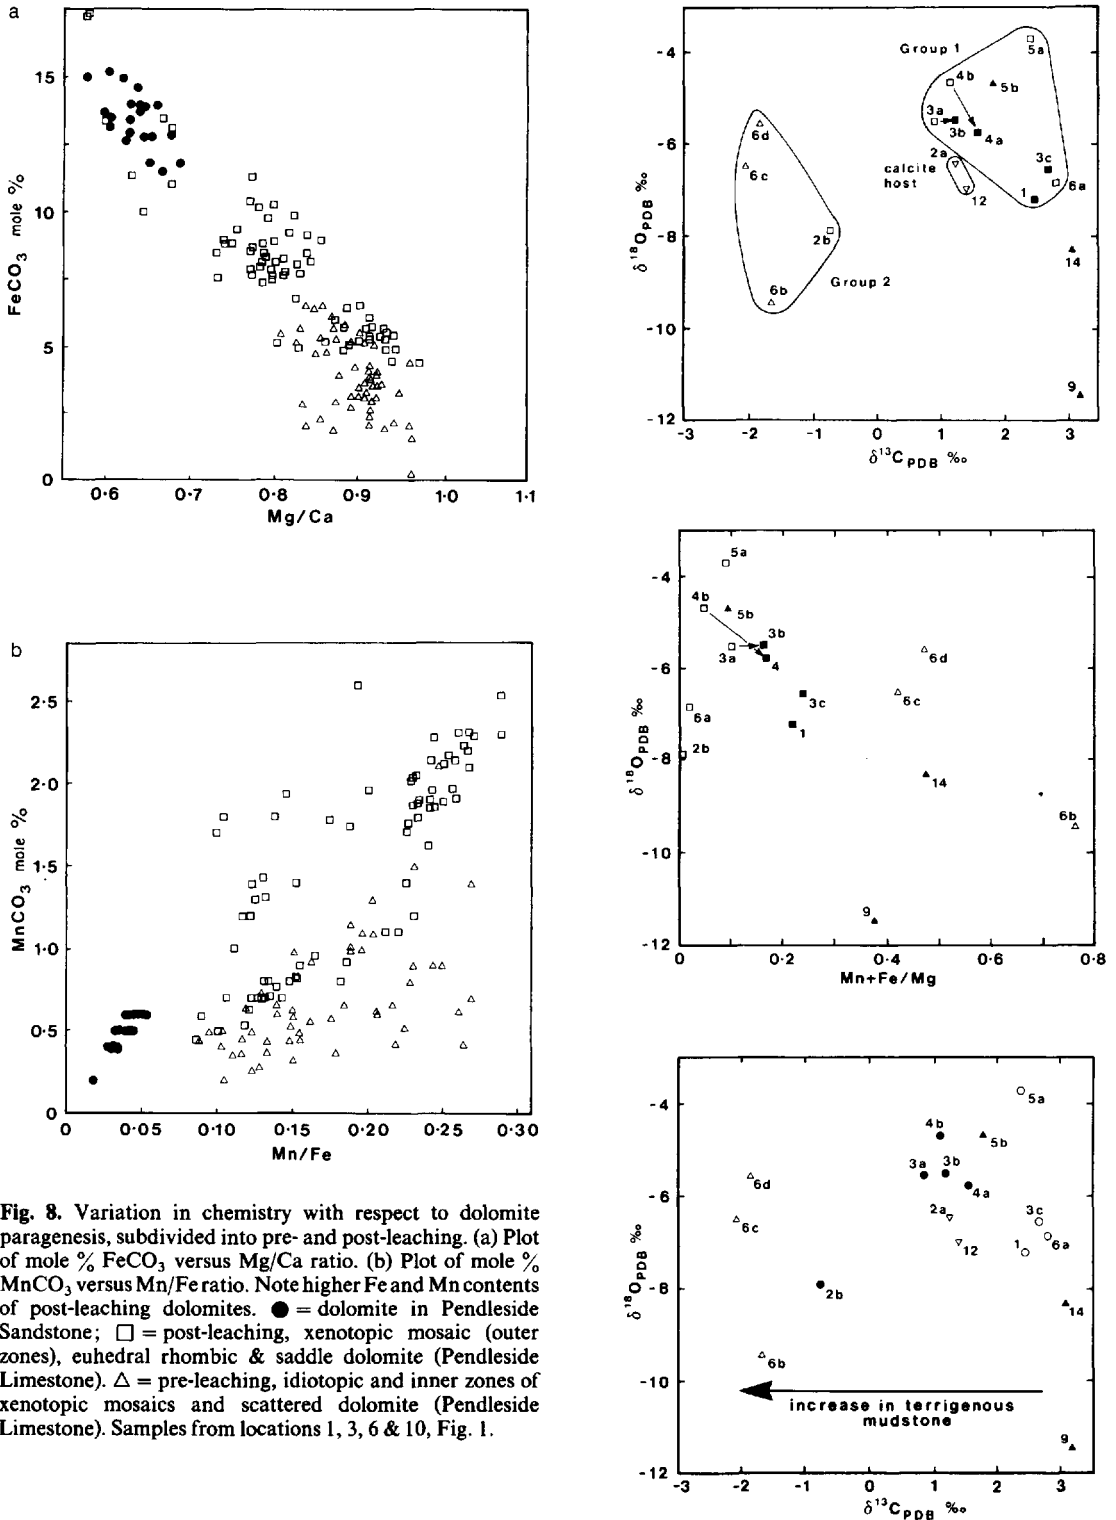 a
15
10
5
0
FeCO3 mole %
0·6 0·7 0·8 0·9 1·0 1·1
Mg/Ca
b
2·5
2·0
1·5
1·0
0·5
0
MnCO3 mole %
0 0·05 0·10 0·15 0·20 0·25 0·30
Mn/Fe
Fig. 8. Variation in chemistry with respect to dolomite
paragenesis, subdivided into pre- and post-leaching. (a) Plot
of mole % FeCO3 versus Mg/Ca ratio. (b) Plot of mole %
MnCO3 versus Mn/Fe ratio. Note higher Fe and Mn contents
of post-leaching dolomites. ● = dolomite in Pendleside
Sandstone; □ = post-leaching, xenotopic mosaic (outer
zones), euhedral rhombic & saddle dolomite (Pendleside
Limestone). △ = pre-leaching, idiotopic and inner zones of
xenotopic mosaics and scattered dolomite (Pendleside
Limestone). Samples from locations 1, 3, 6 & 10, Fig. 1.
-4
-6
-8
-10
-12
δ18OPDB ‰
Group 1
5a
4b
5b
3a
3b
4a
2a
3c
calcite
host
12
1
6a
6d
6c
2b
14
6b
Group 2
9
-3 -2 -1 0 1 2 3
δ13CPDB ‰
-4
-6
-8
-10
-12
δ18OPDB ‰
5a
4b
5b
3b
3a
4
6d
6c
3c
6a
1
2b
14
6b
9
0 0·2 0·4 0·6 0·8
Mn+Fe/Mg
-4
-6
-8
-10
-12
δ18OPDB ‰
5a
4b
5b
3a
3b
4a
6d
6c
2a
3c
12
1
6a
2b
14
6b
increase in terrigenous
mudstone
9
-3 -2 -1 0 1 2 3
δ13CPDB ‰